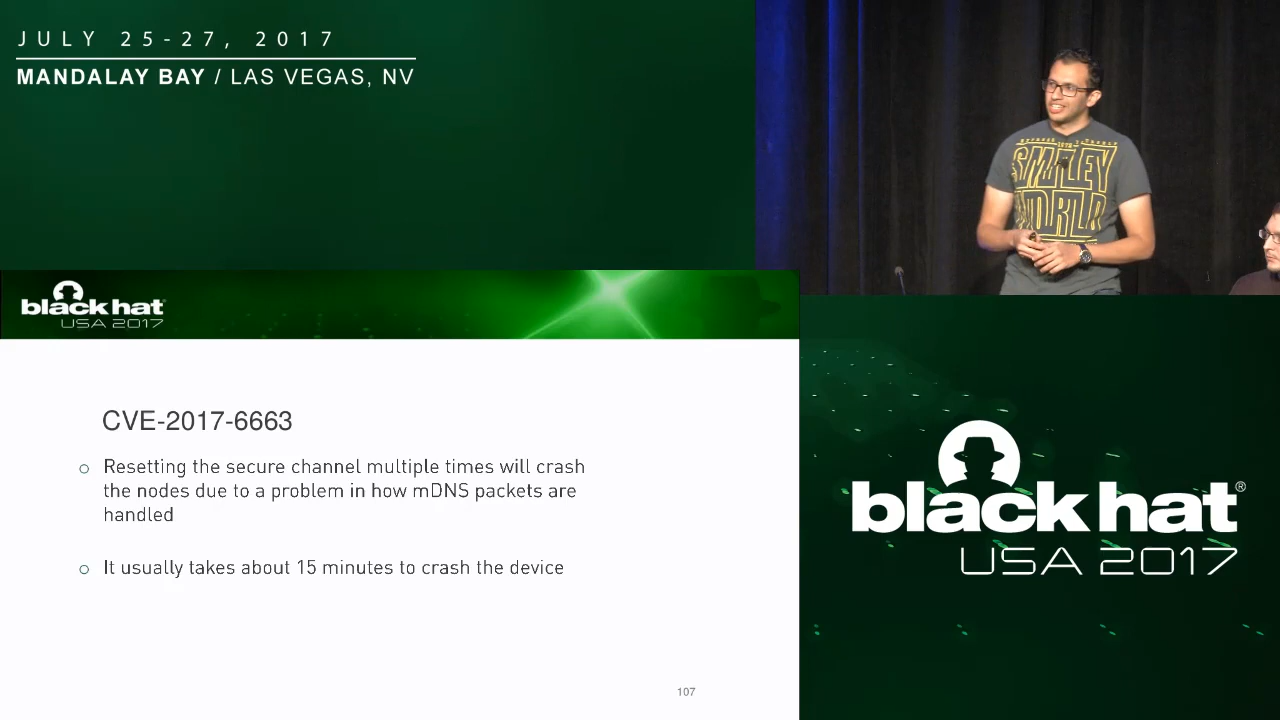 JULY 25-27, 2017
MANDALAY BAY / LAS VEGAS, NV
black hat
USA 2017
CVE-2017-6663
Resetting the secure channel multiple times will crash
the nodes due to a problem in how mDNS packets are
handled
It usually takes about 15 minutes to crash the device
107
black hat®
USA 2017